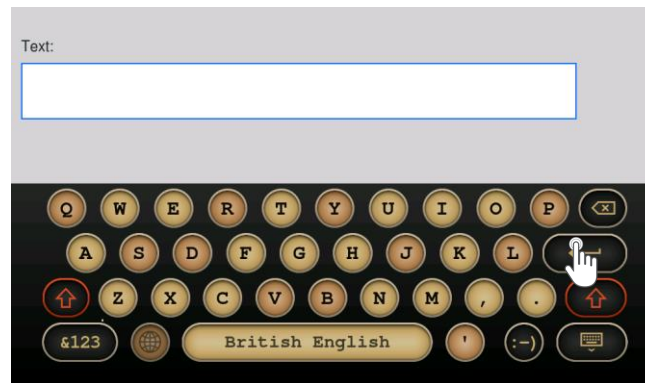 Text:
Q W E R T Y U I O P
A S D F G H J K L
Z X C V B N M , .
&123 British English ' :-)